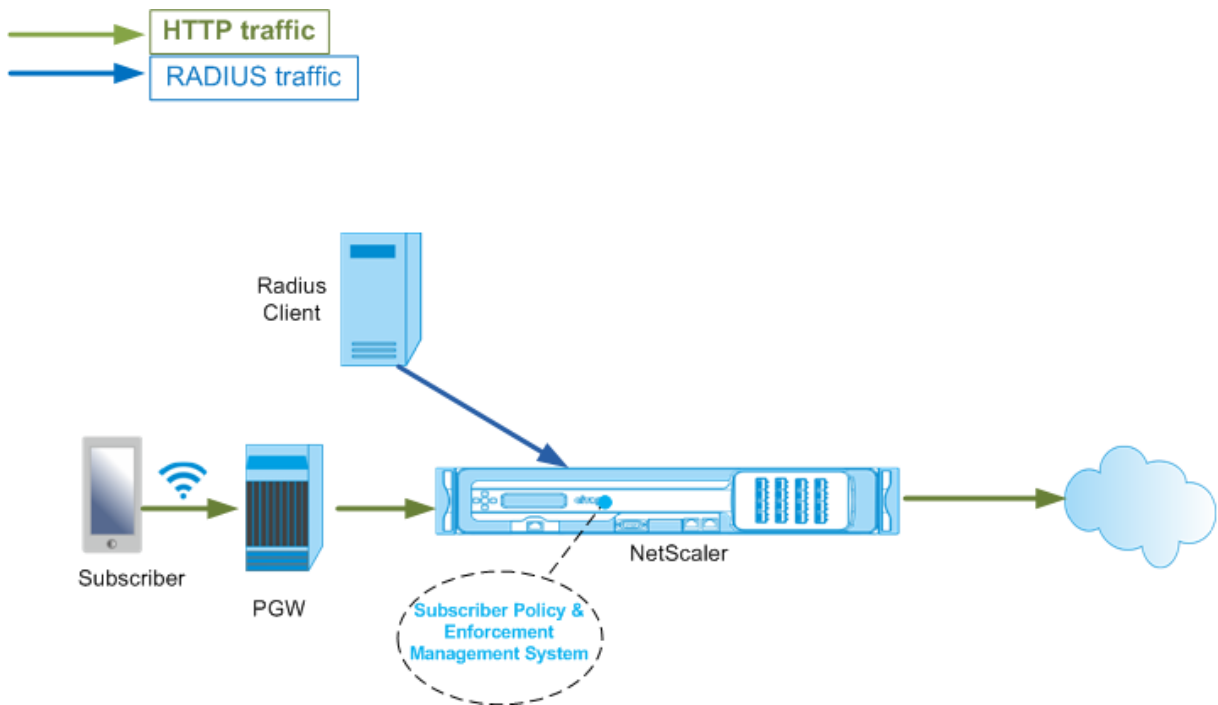 HTTP traffic
RADIUS traffic
Radius
Client
Subscriber
PGW
NetScaler
Subscriber Policy &
Enforcement
Management System